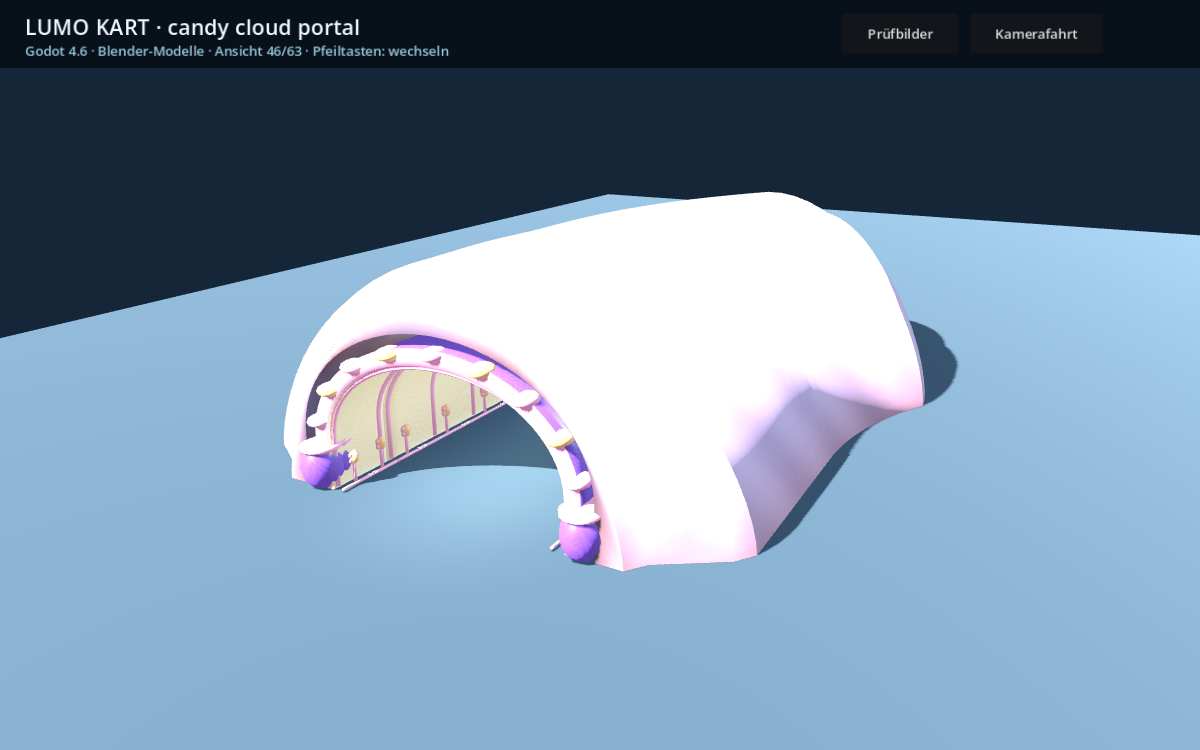 LUMO KART · candy cloud portal
Godot 4.6 · Blender-Modelle · Ansicht 46/63 · Pfeiltasten: wechseln
Prüfbilder
Kamerafahrt